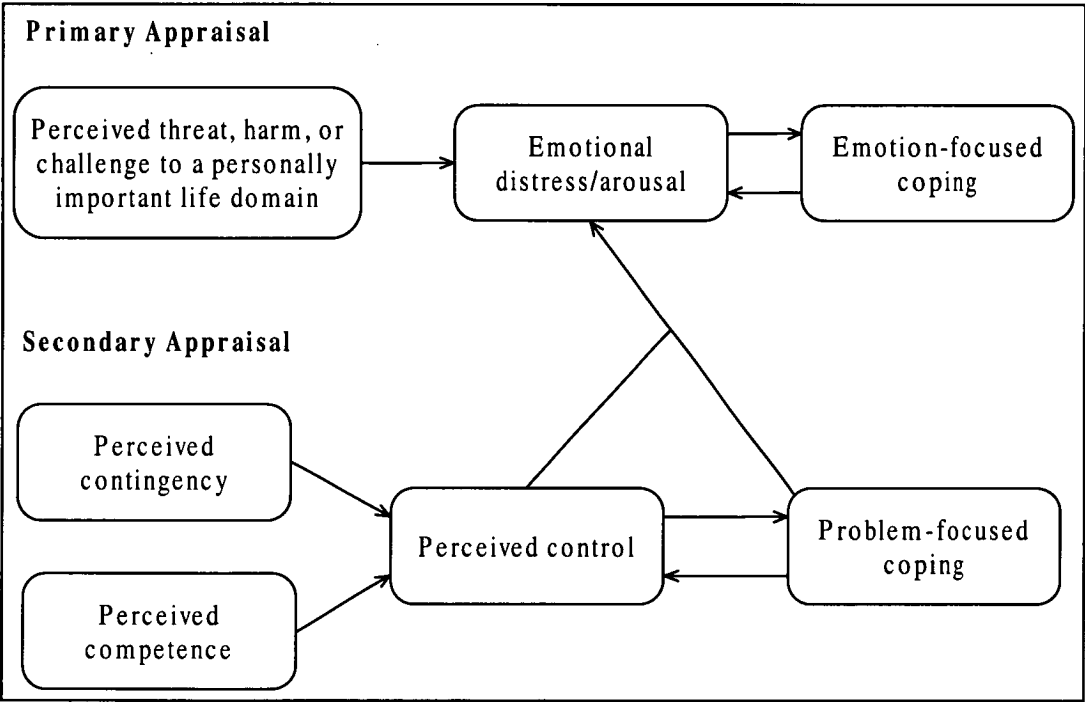 Primary Appraisal
Perceived threat, harm, or
challenge to a personally
important life domain
Emotional
distress/arousal
Emotion-focused
coping
Secondary Appraisal
Perceived
contingency
Perceived
competence
Perceived control
Problem-focused
coping